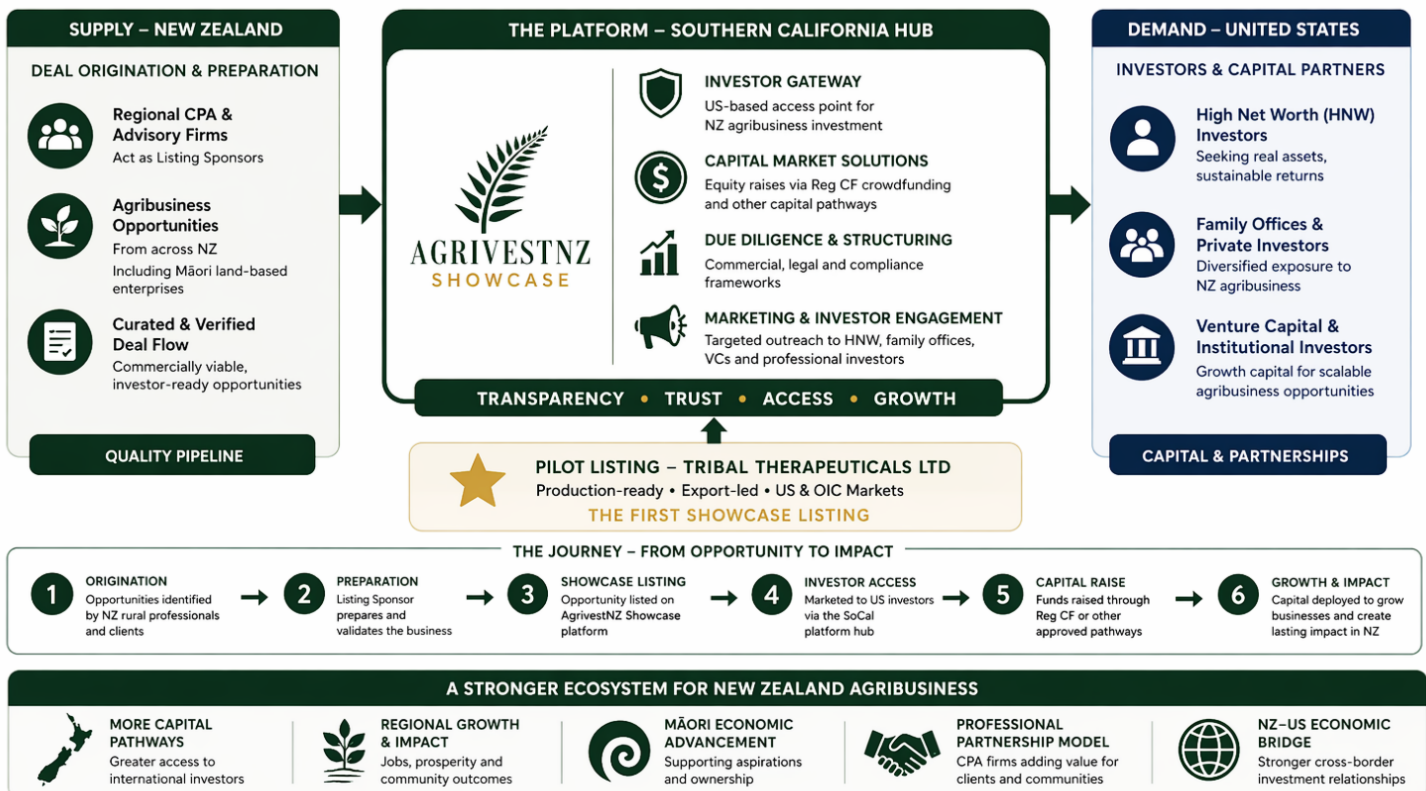 SUPPLY – NEW ZEALAND
DEAL ORIGINATION & PREPARATION
Regional CPA &
Advisory Firms
Act as Listing Sponsors
Agribusiness
Opportunities
From across NZ
Including Māori land-based
enterprises
Curated & Verified
Deal Flow
Commercially viable,
investor-ready opportunities
QUALITY PIPELINE
THE PLATFORM – SOUTHERN CALIFORNIA HUB
AGRIVESTNZ
SHOWCASE
INVESTOR GATEWAY
US-based access point for
NZ agribusiness investment
$
CAPITAL MARKET SOLUTIONS
Equity raises via Reg CF crowdfunding
and other capital pathways
DUE DILIGENCE & STRUCTURING
Commercial, legal and compliance
frameworks
MARKETING & INVESTOR ENGAGEMENT
Targeted outreach to HNW, family offices,
VCs and professional investors
TRANSPARENCY • TRUST • ACCESS • GROWTH
DEMAND – UNITED STATES
INVESTORS & CAPITAL PARTNERS
High Net Worth (HNW)
Investors
Seeking real assets,
sustainable returns
Family Offices &
Private Investors
Diversified exposure to
NZ agribusiness
Venture Capital &
Institutional Investors
Growth capital for scalable
agribusiness opportunities
CAPITAL & PARTNERSHIPS
PILOT LISTING – TRIBAL THERAPEUTICALS LTD
Production-ready • Export-led • US & OIC Markets
THE FIRST SHOWCASE LISTING
THE JOURNEY – FROM OPPORTUNITY TO IMPACT
1
ORIGINATION
Opportunities identified
by NZ rural professionals
and clients
2
PREPARATION
Listing Sponsor
prepares and
validates the business
3
SHOWCASE LISTING
Opportunity listed on
AgrivestNZ Showcase
platform
4
INVESTOR ACCESS
Marketed to US investors
via the SoCal
platform hub
5
CAPITAL RAISE
Funds raised through
Reg CF or other
approved pathways
6
GROWTH & IMPACT
Capital deployed to grow
businesses and create
lasting impact in NZ
A STRONGER ECOSYSTEM FOR NEW ZEALAND AGRIBUSINESS
MORE CAPITAL
PATHWAYS
Greater access to
international investors
REGIONAL GROWTH
& IMPACT
Jobs, prosperity and
community outcomes
MĀORI ECONOMIC
ADVANCEMENT
Supporting aspirations
and ownership
PROFESSIONAL
PARTNERSHIP MODEL
CPA firms adding value for
clients and communities
NZ–US ECONOMIC
BRIDGE
Stronger cross-border
investment relationships